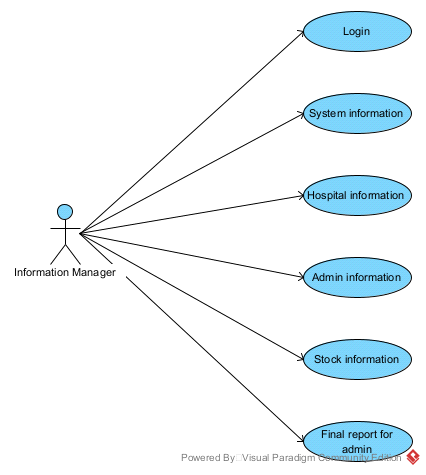 Login
System information
Hospital information
Information Manager
Admin information
Stock information
Final report for
admin
Powered By: Visual Paradigm Community Edition